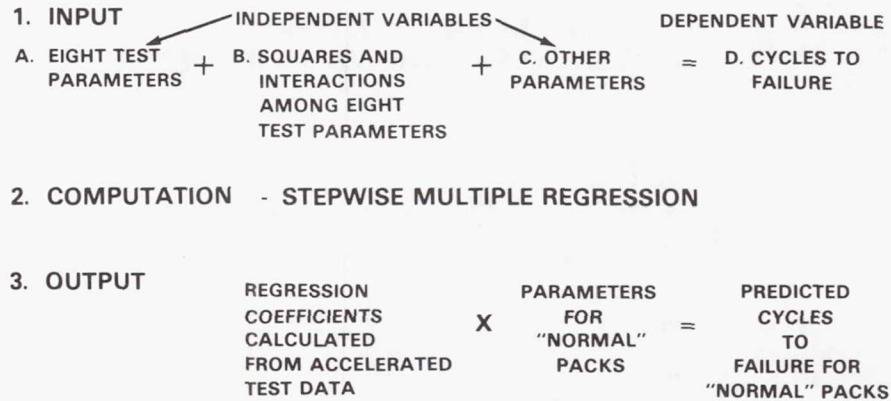 1. INPUT
INDEPENDENT VARIABLES
DEPENDENT VARIABLE
A. EIGHT TEST
PARAMETERS
+
B. SQUARES AND
INTERACTIONS
AMONG EIGHT
TEST PARAMETERS
+
C. OTHER
PARAMETERS
=
D. CYCLES TO
FAILURE
2. COMPUTATION - STEPWISE MULTIPLE REGRESSION
3. OUTPUT
REGRESSION
COEFFICIENTS
CALCULATED
FROM ACCELERATED
TEST DATA
X
PARAMETERS
FOR
"NORMAL"
PACKS
=
PREDICTED
CYCLES
TO
FAILURE FOR
"NORMAL" PACKS